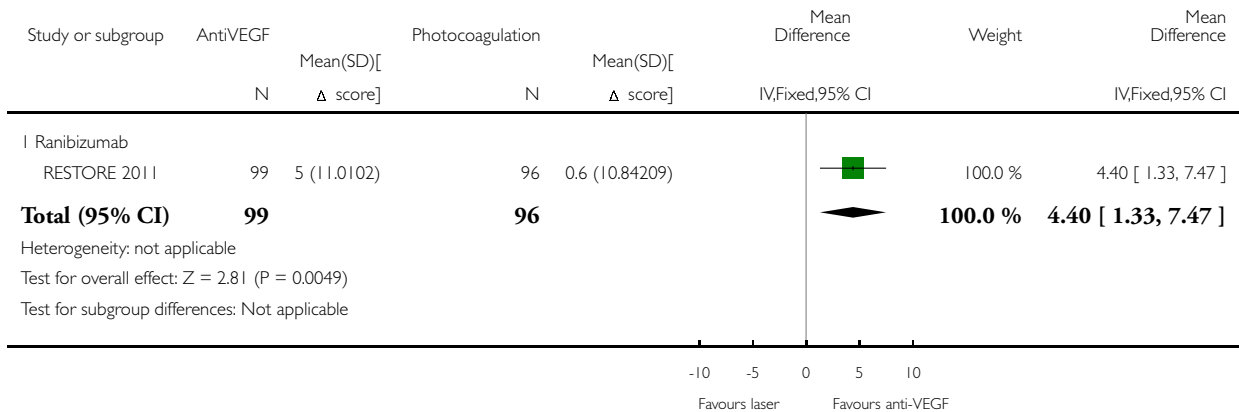 Study or subgroup AntiVEGF Photocoagulation Mean Difference Weight Mean Difference
Mean(SD)[ Mean(SD)[
N Δ score] N Δ score] IV,Fixed,95% CI IV,Fixed,95% CI
1 Ranibizumab
RESTORE 2011 99 5 (11.0102) 96 0.6 (10.84209) 100.0 % 4.40 [ 1.33, 7.47 ]
Total (95% CI) 99 96 100.0 % 4.40 [ 1.33, 7.47 ]
Heterogeneity: not applicable
Test for overall effect: Z = 2.81 (P = 0.0049)
Test for subgroup differences: Not applicable
-10 -5 0 5 10
Favours laser Favours anti-VEGF